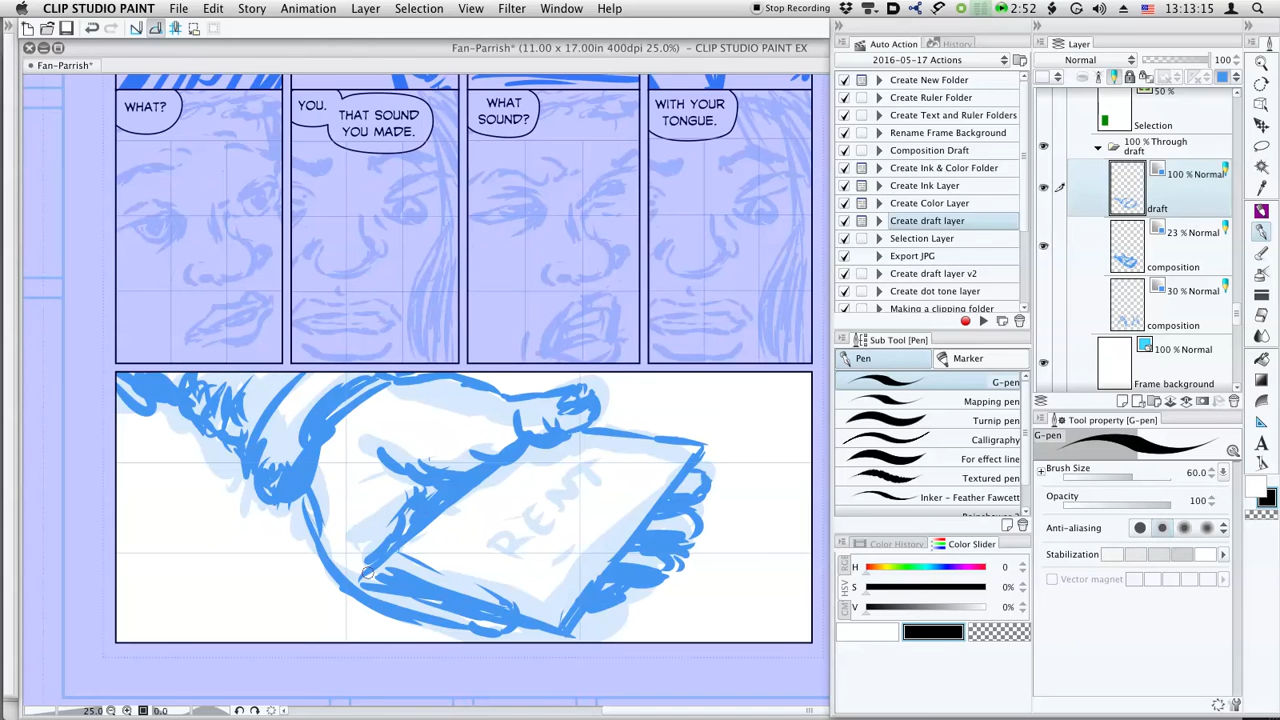 CLIP STUDIO PAINT File Edit Story Animation Layer Selection View Filter Window Help Stop Recording 2:52 13:13:15
Fan-Parrish* (11.00 x 17.00in 400dpi 25.0%) - CLIP STUDIO PAINT EX
Fan-Parrish*
WHAT?
YOU.
THAT SOUND
YOU MADE.
WHAT
SOUND?
WITH YOUR
TONGUE.
RENT
25.0
0.0
Auto Action
History
2016-05-17 Actions
Create New Folder
Create Ruler Folder
Create Text and Ruler Folders
Rename Frame Background
Composition Draft
Create Ink & Color Folder
Create Ink Layer
Create Color Layer
Create draft layer
Selection Layer
Export JPG
Create draft layer v2
Create dot tone layer
Making a clipping folder
Sub Tool [Pen]
Pen
Marker
G-pen
Mapping pen
Turnip pen
Calligraphy
For effect line
Textured pen
Inker - Feather Fawcett
Color History
Color Slider
RGB
HSV
CM
H 0
S 0%
V 0%
Layer
Normal 100
50 %
Selection
100 % Through
draft
100 % Normal
draft
23 % Normal
composition
30 % Normal
composition
100 % Normal
Frame background
Tool property [G-pen]
G-pen
Brush Size 60.0
Opacity 100
Anti-aliasing
Stabilization
Vector magnet